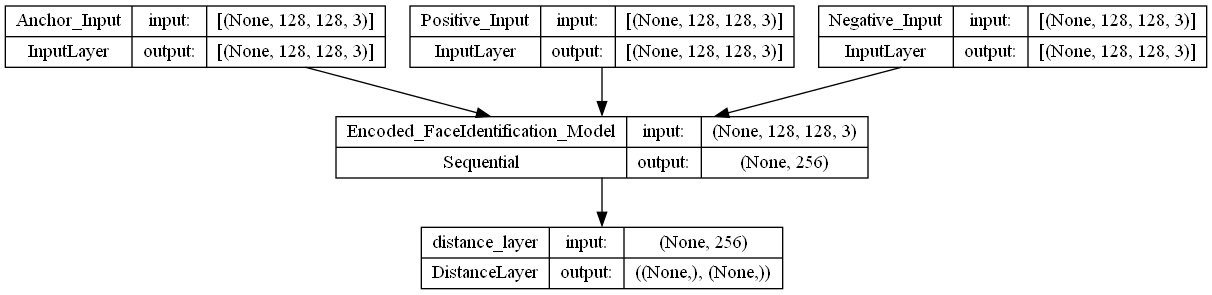 Anchor_Input input: [(None, 128, 128, 3)]
InputLayer output: [(None, 128, 128, 3)]
Positive_Input input: [(None, 128, 128, 3)]
InputLayer output: [(None, 128, 128, 3)]
Negative_Input input: [(None, 128, 128, 3)]
InputLayer output: [(None, 128, 128, 3)]
Encoded_FaceIdentification_Model input: (None, 128, 128, 3)
Sequential output: (None, 256)
distance_layer input: (None, 256)
DistanceLayer output: ((None,), (None,))